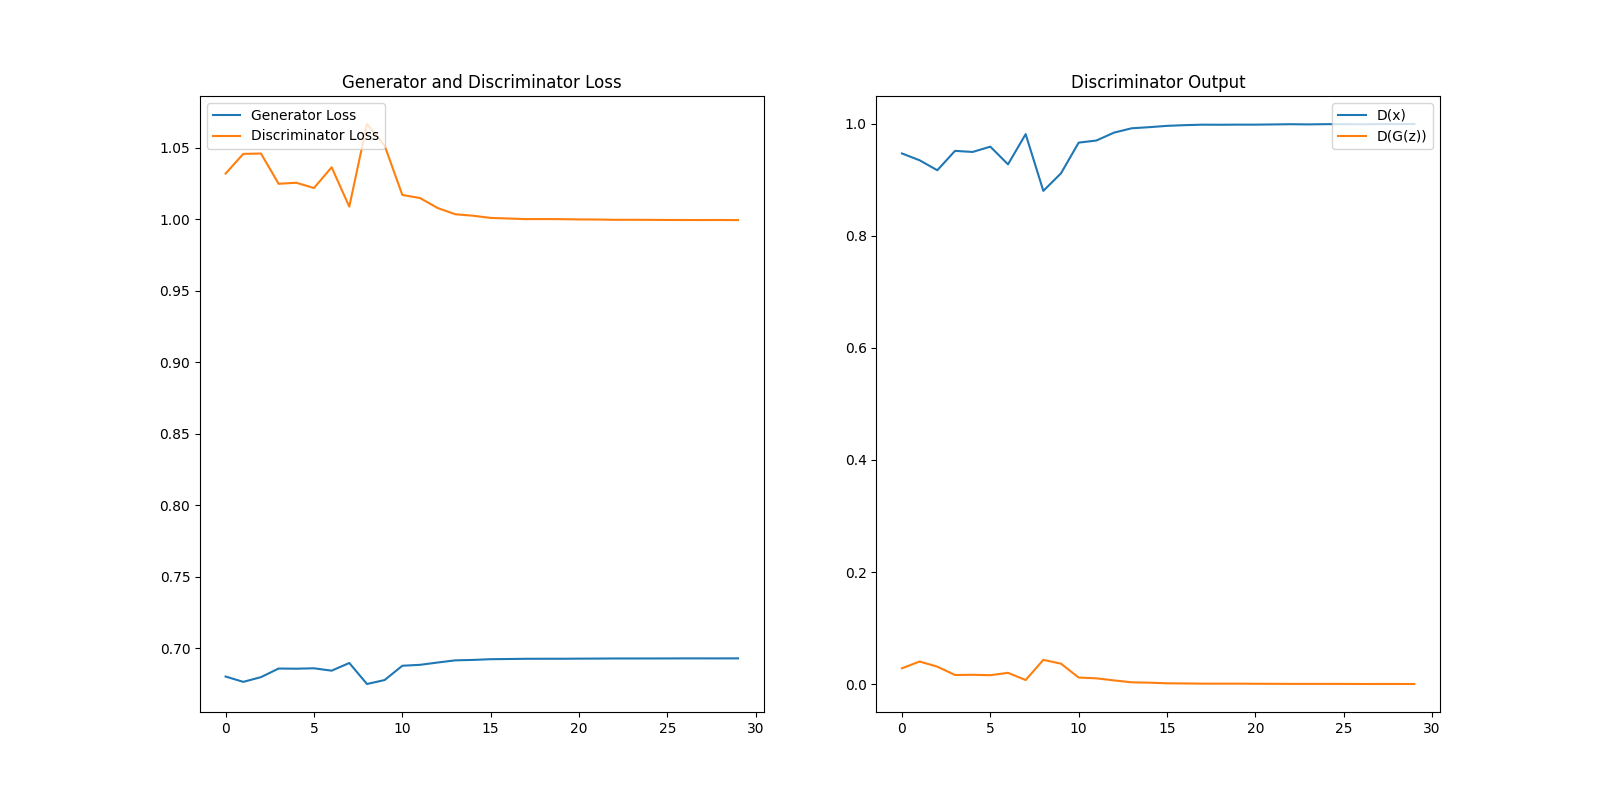 Generator and Discriminator Loss
Generator Loss
Discriminator Loss
1.05
1.00
0.95
0.90
0.85
0.80
0.75
0.70
0 5 10 15 20 25 30
Discriminator Output
D(x)
D(G(z))
1.0
0.8
0.6
0.4
0.2
0.0
0 5 10 15 20 25 30